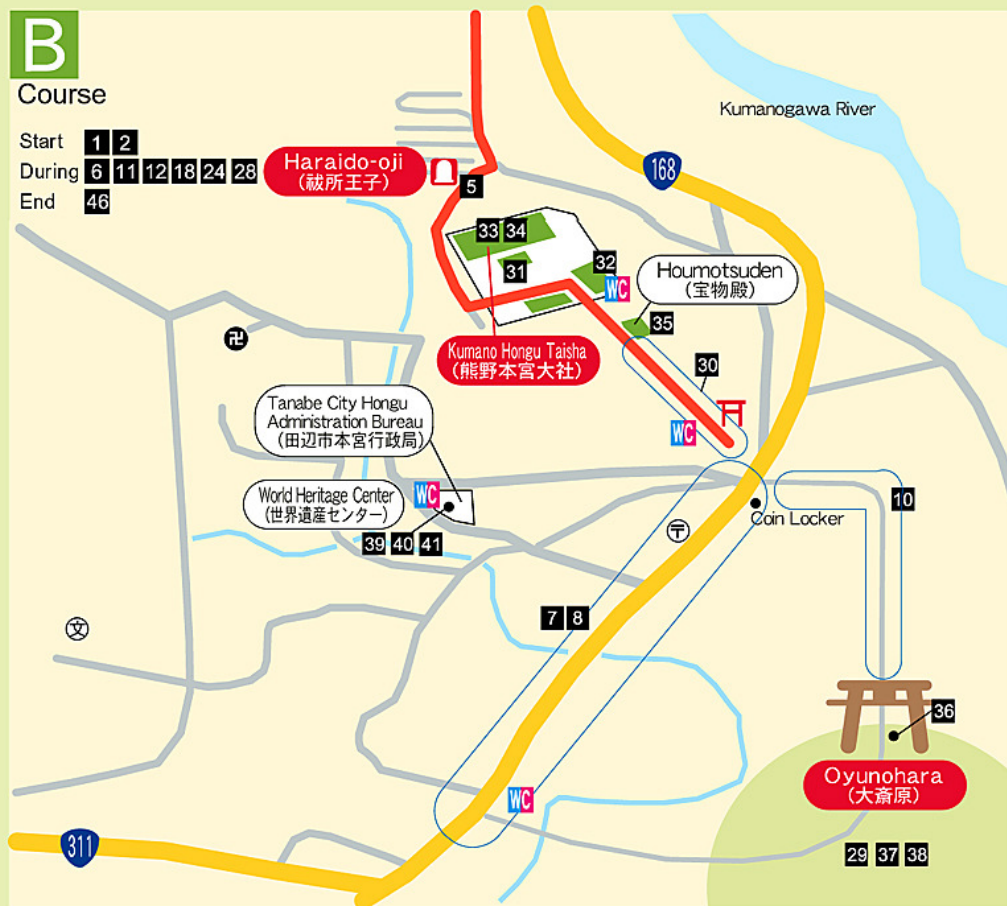 B
Course
Start 1 2
During 6 11 12 18 24 28
End 46
Haraido-oji
(祓所王子)
5
Kumanogawa River
168
33 34
31
32
WC
Houmotsuden
(宝物殿)
35
Kumano Hongu Taisha
(熊野本宮大社)
30
WC
卍
Tanabe City Hongu
Administration Bureau
(田辺市本宮行政局)
World Heritage Center
(世界遺産センター)
WC
39 40 41
10
Coin Locker
〒
7 8
文
36
Oyunohara
(大斎原)
WC
311
29 37 38